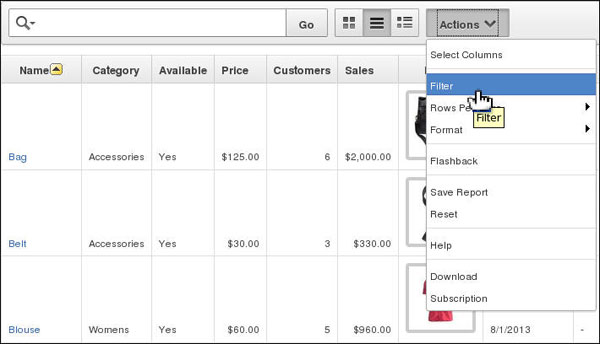 Go
Actions
Name
Category
Available
Price
Customers
Sales
Select Columns
Filter
Rows
Filter
Format
Flashback
Save Report
Reset
Help
Download
Subscription
Bag Accessories Yes $125.00 6 $2,000.00
Belt Accessories Yes $30.00 3 $330.00
Blouse Womens Yes $60.00 5 $960.00 8/1/2013 -